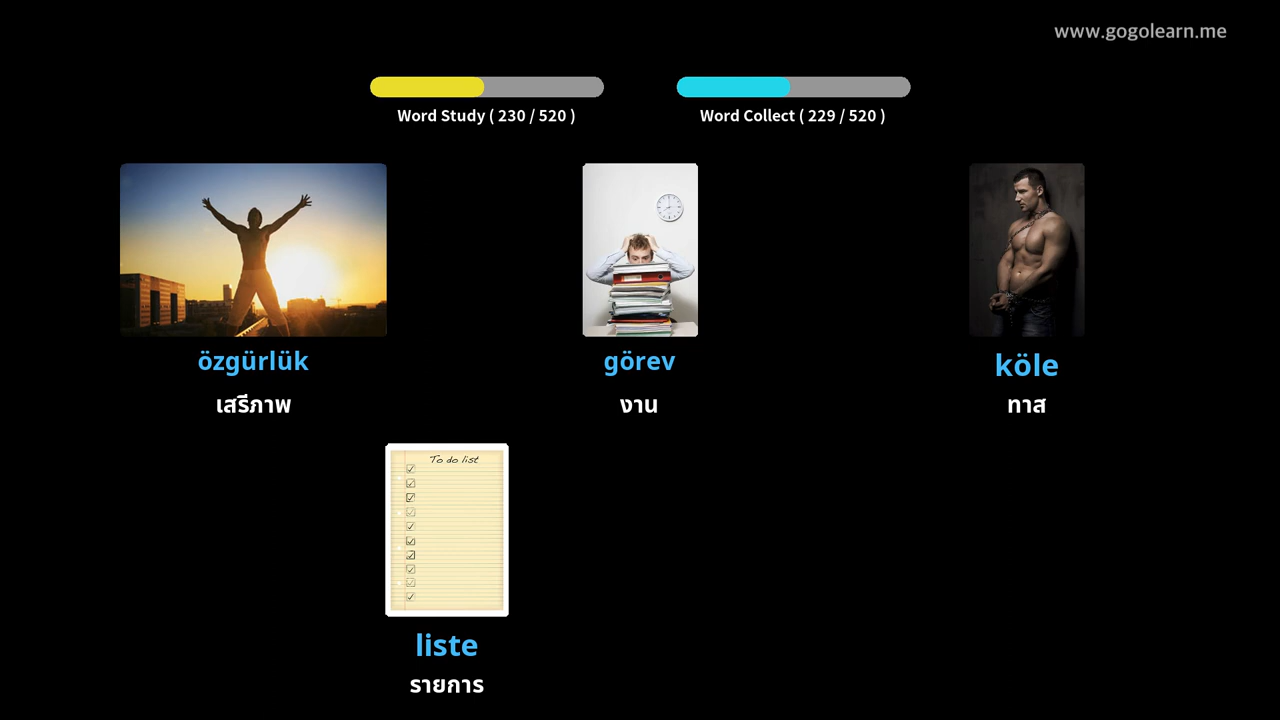 www.gogolearn.me
Word Study ( 230 / 520 )
Word Collect ( 229 / 520 )
özgürlük
görev
köle
เสรีภาพ
งาน
ทาส
To do list
liste
รายการ